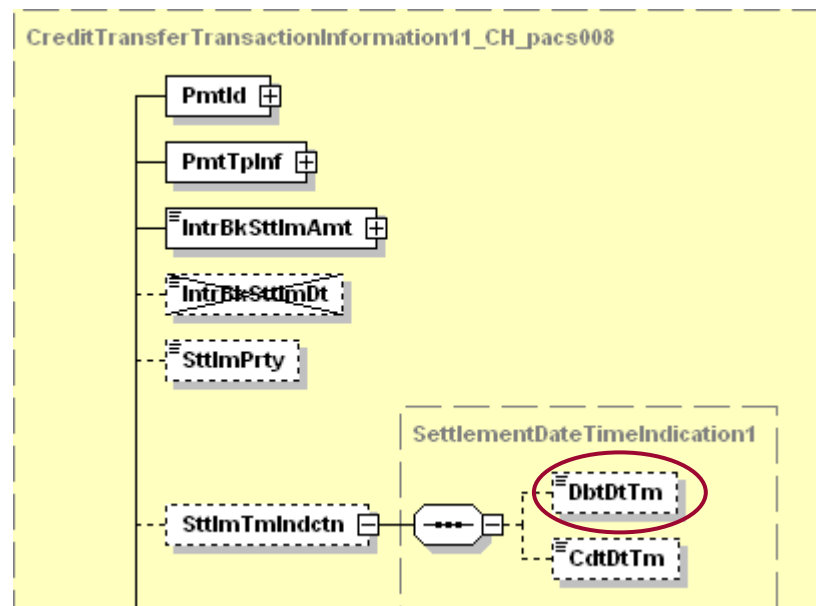 CreditTransferTransactionInformation11_CH_pacs008
PmtId
PmtTpInf
IntrBkSttlmAmt
IntrBkSttlmDt
SttlmPrty
SettlementDateTimeIndication1
DbtDtTm
SttlmTmIndctn
CdtDtTm